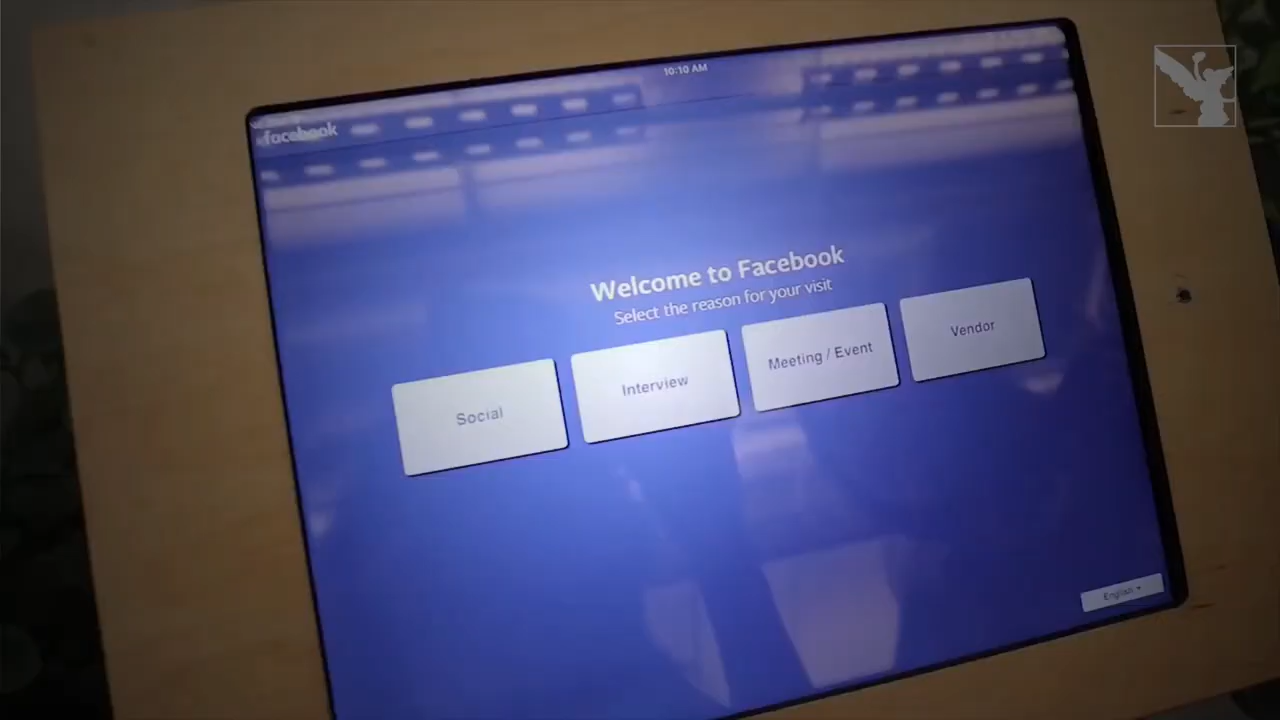 10:10 AM
facebook
Welcome to Facebook
Select the reason for your visit
Social
Interview
Meeting / Event
Vendor
English